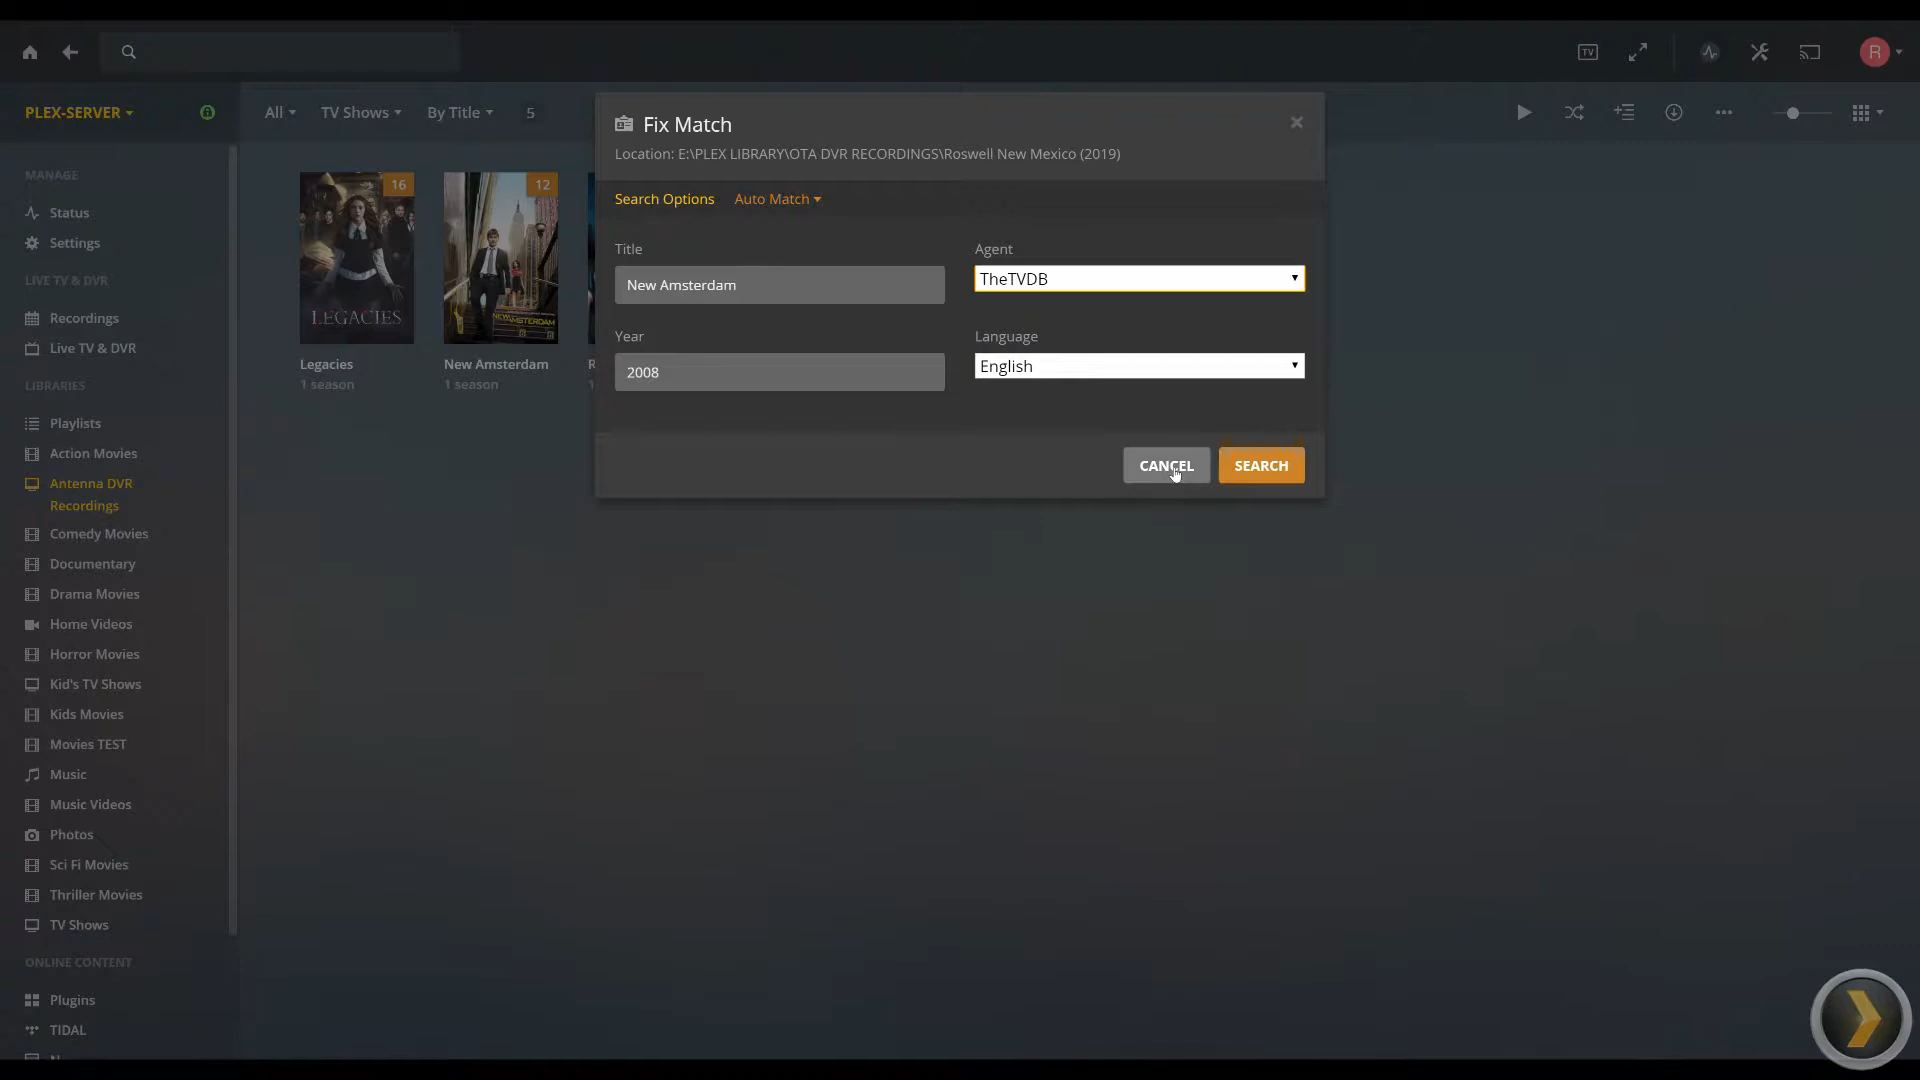 TV
R
PLEX-SERVER
All
TV Shows
By Title
5
Fix Match
Location: E:\PLEX LIBRARY\OTA DVR RECORDINGS\Roswell New Mexico (2019)
Search Options
Auto Match
Title
New Amsterdam
Agent
TheTVDB
Year
2008
Language
English
CANCEL
SEARCH
MANAGE
Status
Settings
LIVE TV & DVR
Recordings
Live TV & DVR
LIBRARIES
Playlists
Action Movies
Antenna DVR
Recordings
Comedy Movies
Documentary
Drama Movies
Home Videos
Horror Movies
Kid's TV Shows
Kids Movies
Movies TEST
Music
Music Videos
Photos
Sci Fi Movies
Thriller Movies
TV Shows
ONLINE CONTENT
Plugins
TIDAL
16
LEGACIES
Legacies
1 season
12
NEW AMSTERDAM
New Amsterdam
1 season